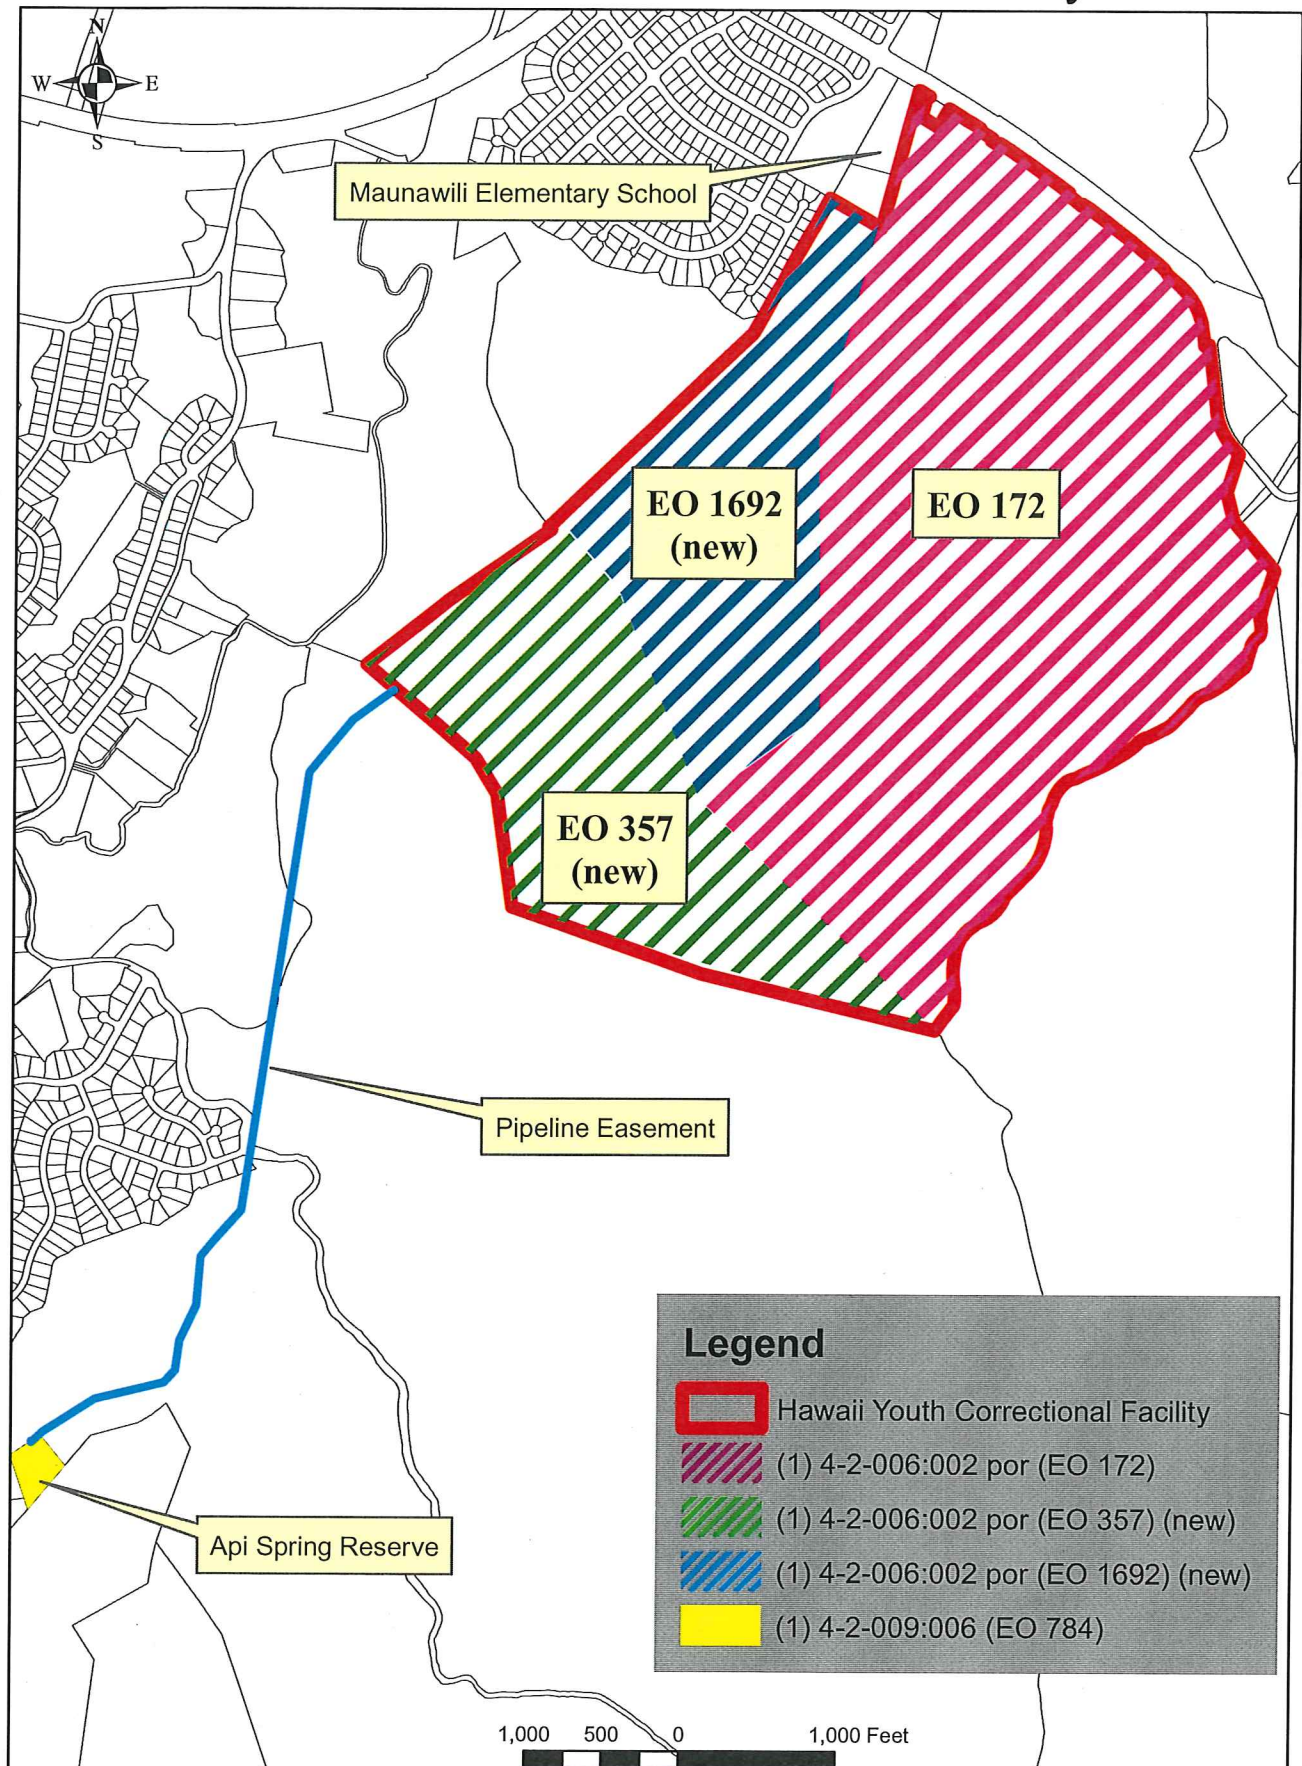 N
W E
S
Maunawili Elementary School
EO 1692
(new)
EO 172
EO 357
(new)
Pipeline Easement
Api Spring Reserve
Legend
Hawaii Youth Correctional Facility
(1) 4-2-006:002 por (EO 172)
(1) 4-2-006:002 por (EO 357) (new)
(1) 4-2-006:002 por (EO 1692) (new)
(1) 4-2-009:006 (EO 784)
1,000 500 0 1,000 Feet